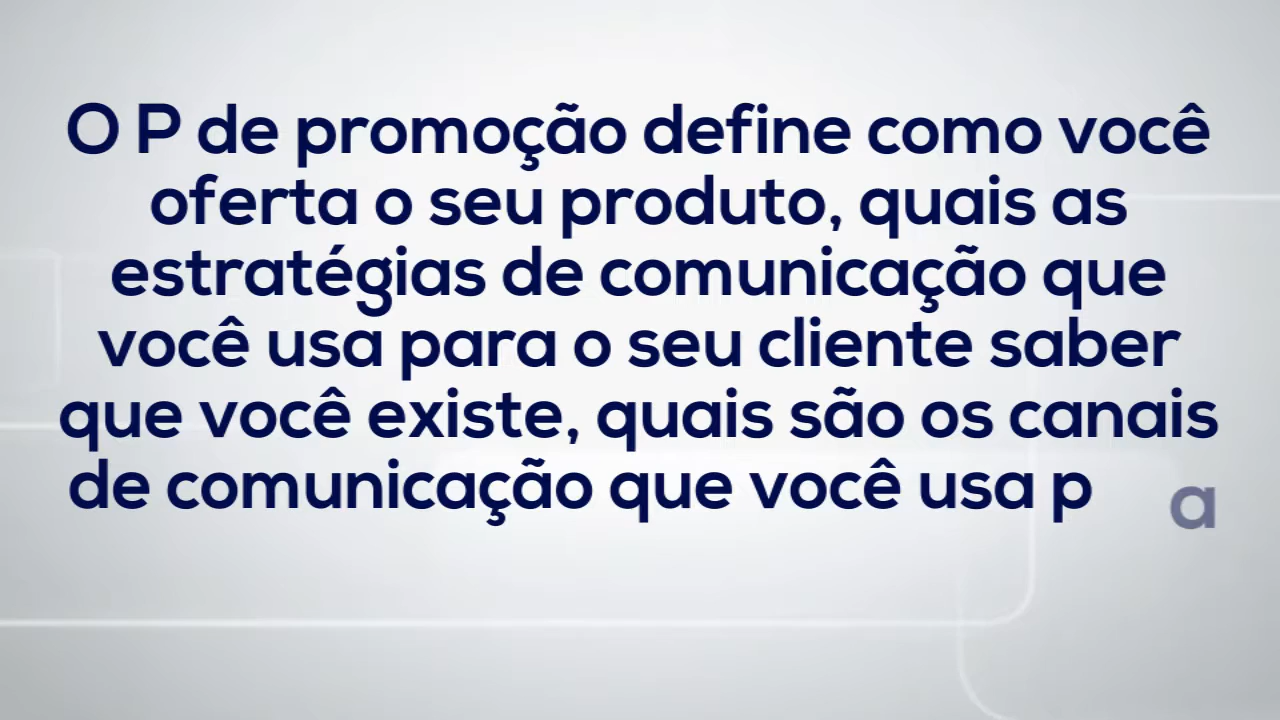 O P de promoção define como você
oferta o seu produto, quais as
estratégias de comunicação que
você usa para o seu cliente saber
que você existe, quais são os canais
de comunicação que você usa p a